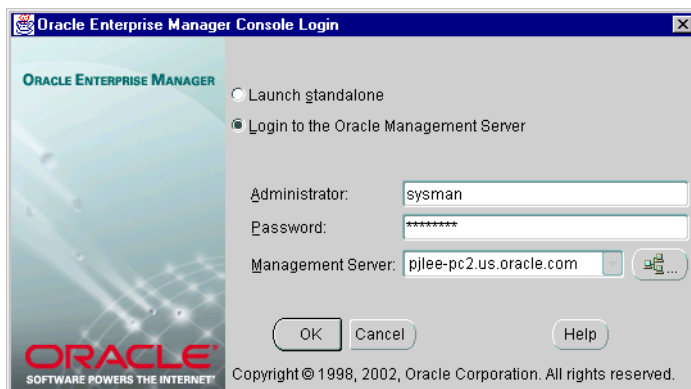 Oracle Enterprise Manager Console Login
ORACLE ENTERPRISE MANAGER
Launch standalone
Login to the Oracle Management Server
Administrator: sysman
Password: ********
Management Server: pjlee-pc2.us.oracle.com
...
OK Cancel Help
ORACLE®
SOFTWARE POWERS THE INTERNET™
Copyright © 1998, 2002, Oracle Corporation. All rights reserved.